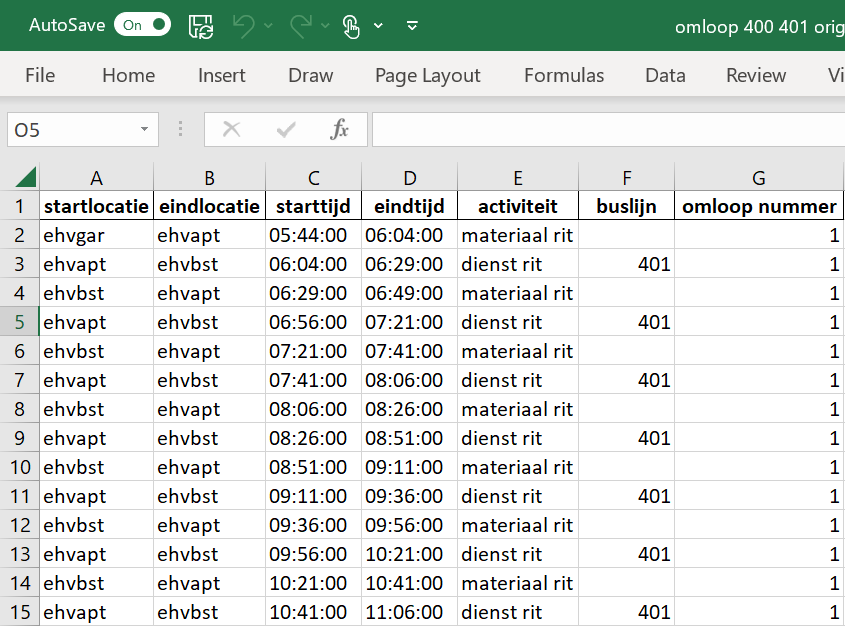 AutoSave On omloop 400 401 orig
File Home Insert Draw Page Layout Formulas Data Review Vi
O5 fx
A B C D E F G
1 startlocatie eindlocatie starttijd eindtijd activiteit buslijn omloop nummer
2 ehvgar ehvapt 05:44:00 06:04:00 materiaal rit 1
3 ehvapt ehvbst 06:04:00 06:29:00 dienst rit 401 1
4 ehvbst ehvapt 06:29:00 06:49:00 materiaal rit 1
5 ehvapt ehvbst 06:56:00 07:21:00 dienst rit 401 1
6 ehvbst ehvapt 07:21:00 07:41:00 materiaal rit 1
7 ehvapt ehvbst 07:41:00 08:06:00 dienst rit 401 1
8 ehvbst ehvapt 08:06:00 08:26:00 materiaal rit 1
9 ehvapt ehvbst 08:26:00 08:51:00 dienst rit 401 1
10 ehvbst ehvapt 08:51:00 09:11:00 materiaal rit 1
11 ehvapt ehvbst 09:11:00 09:36:00 dienst rit 401 1
12 ehvbst ehvapt 09:36:00 09:56:00 materiaal rit 1
13 ehvapt ehvbst 09:56:00 10:21:00 dienst rit 401 1
14 ehvbst ehvapt 10:21:00 10:41:00 materiaal rit 1
15 ehvapt ehvbst 10:41:00 11:06:00 dienst rit 401 1